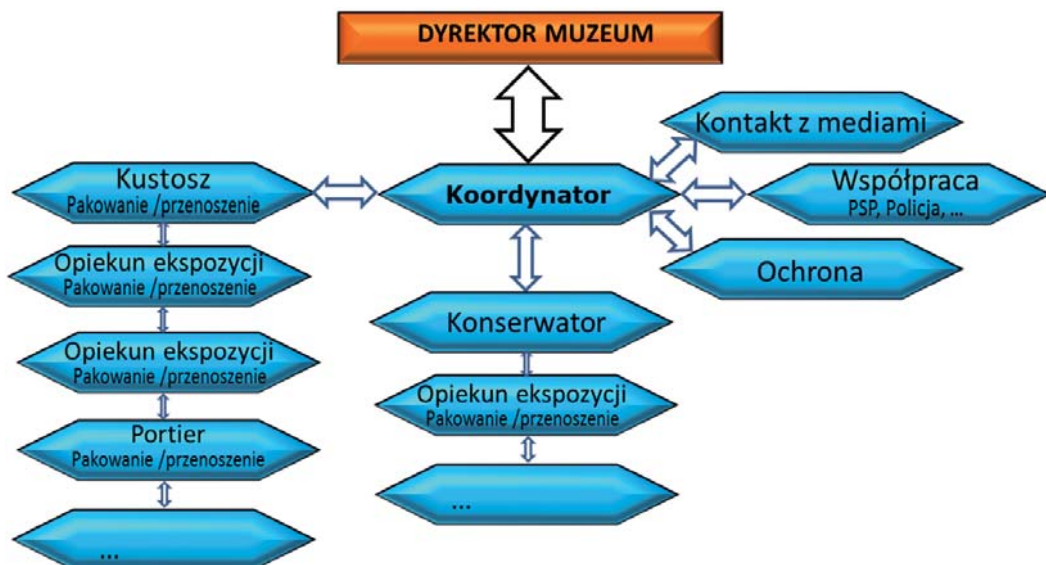 DYREKTOR MUZEUM
Kontakt z mediami
Kustosz
Pakowanie /przenoszenie
Koordynator
Współpraca
PSP, Policja, ...
Opiekun ekspozycji
Pakowanie /przenoszenie
Ochrona
Konserwator
Opiekun ekspozycji
Pakowanie /przenoszenie
Opiekun ekspozycji
Pakowanie /przenoszenie
Portier
Pakowanie /przenoszenie
...
...